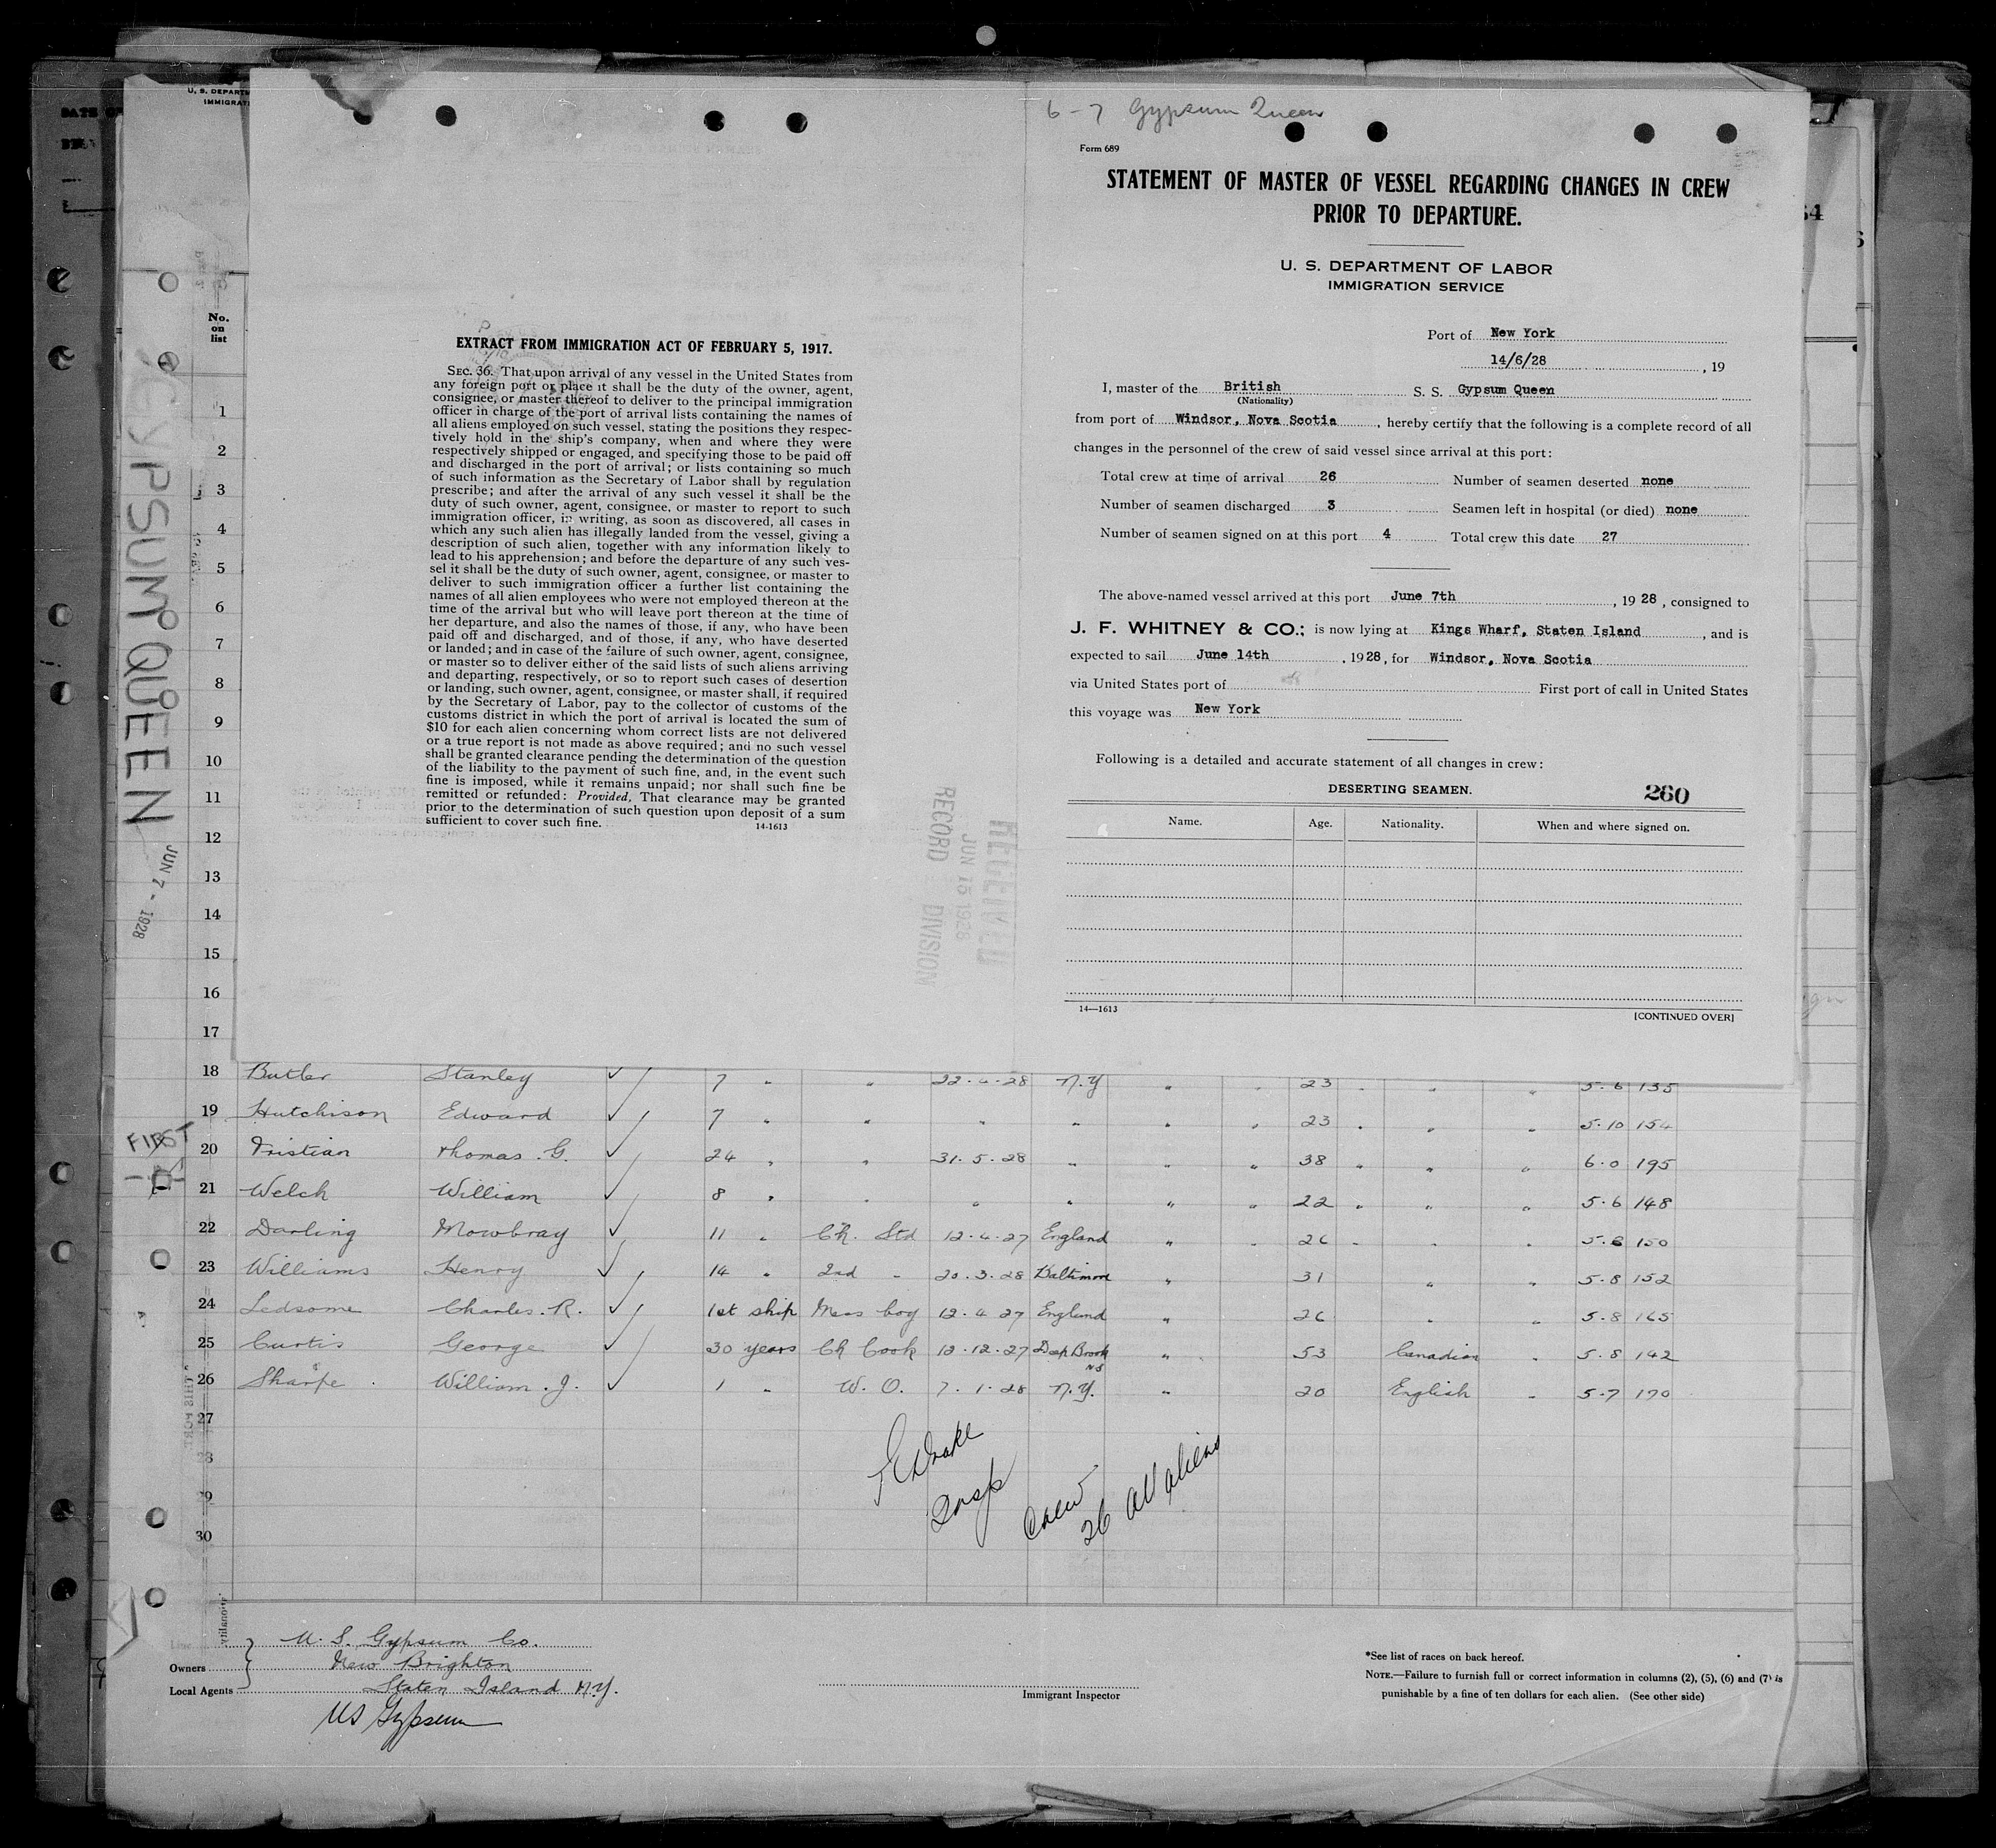 U. S. DEPARTM
IMMIGRATI
6 - 7 Gypsum Queen
Form 689
STATEMENT OF MASTER OF VESSEL REGARDING CHANGES IN CREW
PRIOR TO DEPARTURE.
U. S. DEPARTMENT OF LABOR
IMMIGRATION SERVICE
Port of New York
14/6/28 , 19
I, master of the British S. S. Gypsum Queen
(Nationality)
from port of Windsor, Nova Scotia , hereby certify that the following is a complete record of all
changes in the personnel of the crew of said vessel since arrival at this port:
Total crew at time of arrival 26 Number of seamen deserted none
Number of seamen discharged 3 Seamen left in hospital (or died) none
Number of seamen signed on at this port 4 Total crew this date 27
The above-named vessel arrived at this port June 7th , 19 28 , consigned to
J. F. WHITNEY & CO.; is now lying at Kings Wharf, Staten Island , and is
expected to sail June 14th , 19 28, for Windsor, Nova Scotia
via United States port of First port of call in United States
this voyage was New York
Following is a detailed and accurate statement of all changes in crew:
DESERTING SEAMEN. 260
Name. Age. Nationality. When and where signed on.
14—1613
[CONTINUED OVER]
EXTRACT FROM IMMIGRATION ACT OF FEBRUARY 5, 1917.
SEC. 36. That upon arrival of any vessel in the United States from
any foreign port or place it shall be the duty of the owner, agent,
consignee, or master thereof to deliver to the principal immigration
officer in charge of the port of arrival lists containing the names of
all aliens employed on such vessel, stating the positions they respec-
tively hold in the ship's company, when and where they were
respectively shipped or engaged, and specifying those to be paid off
and discharged in the port of arrival; or lists containing so much
of such information as the Secretary of Labor shall by regulation
prescribe; and after the arrival of any such vessel it shall be the
duty of such owner, agent, consignee, or master to report to such
immigration officer, in writing, as soon as discovered, all cases in
which any such alien has illegally landed from the vessel, giving a
description of such alien, together with any information likely to
lead to his apprehension; and before the departure of any such ves-
sel it shall be the duty of such owner, agent, consignee, or master to
deliver to such immigration officer a further list containing the
names of all alien employees who were not employed thereon at the
time of the arrival but who will leave port thereon at the time of
her departure, and also the names of those, if any, who have been
paid off and discharged, and of those, if any, who have deserted
or landed; and in case of the failure of such owner, agent, consignee,
or master so to deliver either of the said lists of such aliens arriving
and departing, respectively, or so to report such cases of desertion
or landing, such owner, agent, consignee, or master shall, if required
by the Secretary of Labor, pay to the collector of customs of the
customs district in which the port of arrival is located the sum of
$10 for each alien concerning whom correct lists are not delivered
or a true report is not made as above required; and no such vessel
shall be granted clearance pending the determination of the question
of the liability to the payment of such fine, and, in the event such
fine is imposed, while it remains unpaid; nor shall such fine be
remitted or refunded: Provided, That clearance may be granted
prior to the determination of such question upon deposit of a sum
sufficient to cover such fine.
14-1613
RECEIVED
JUN 15 1928
RECORD DIVISION
GYPSUM QUEEN
JUN 7 - 1928
No.
on
list
1
2
3
4
5
6
7
8
9
10
11
12
13
14
15
16
17
18 Butler Stanley ✓ 7 " " 22.4.28 N.Y " " 23 " " " 5.6 135
19 Hutchison Edward ✓ 7 " " " " " " 23 " " " 5.10 154
20 Tristian Thomas .G. ✓ 24 " " 31.5.28 " " " 38 " " " 6.0 195
21 Welch William ✓ 8 " " " " " " 22 " " " 5.6 148
22 Darling Mowbray ✓ 11 " Ch. Std 12.4.27 England " " 26 " " " 5.6 150
23 Williams Henry ✓ 14 " 2nd " 20.3.28 Baltimore " 31 " " 5.8 152
24 Ledsome Charles.R. ✓ 1st ship Mess boy 12.4.27 England " 26 " " 5.8 165
25 Curtis George ✓ 30 years Ch Cook 12.12.27 Deep Brook NS " 53 Canadian " 5.8 142
26 Sharpe William.J. ✓ 1 " W. O. 7.1.28 N.Y. " 20 English " 5-7 170
27
28
29
30
FIRST
Drake
Insp
Crew
26 all aliens
Owners
Local Agents
U. S. Gypsum Co.
New Brighton
Staten Island N.Y.
US Gypsum
Immigrant Inspector
*See list of races on back hereof.
NOTE.—Failure to furnish full or correct information in columns (2), (5), (6) and (7) is
punishable by a fine of ten dollars for each alien. (See other side)